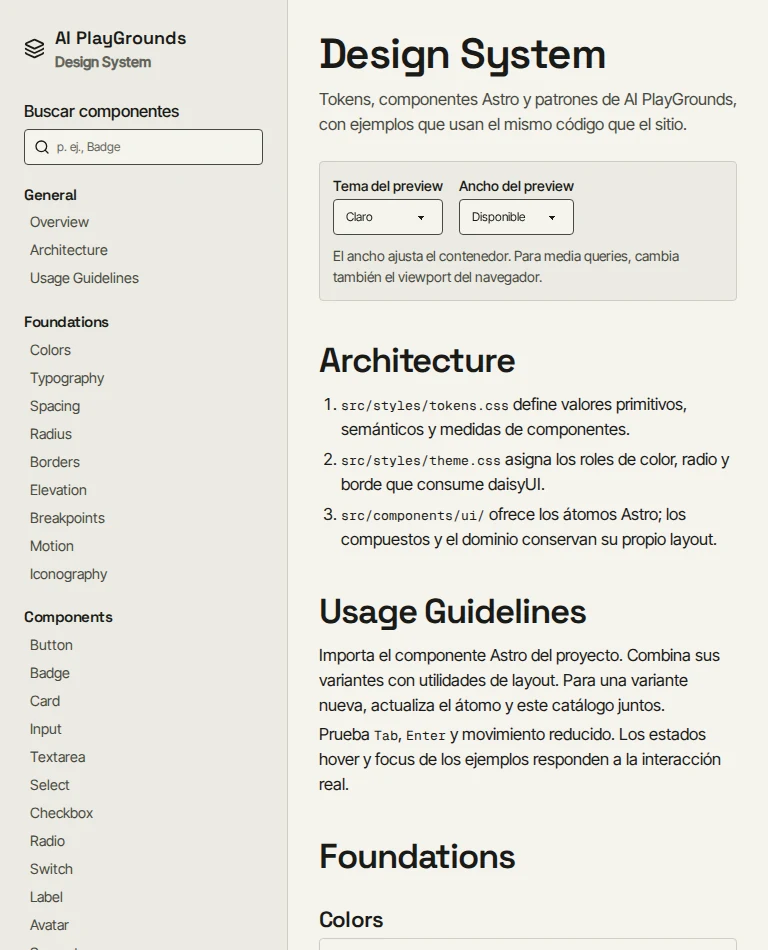 AI PlayGrounds
Design System
Buscar componentes
p. ej., Badge
General
Overview
Architecture
Usage Guidelines
Foundations
Colors
Typography
Spacing
Radius
Borders
Elevation
Breakpoints
Motion
Iconography
Components
Button
Badge
Card
Input
Textarea
Select
Checkbox
Radio
Switch
Label
Avatar
Design System
Tokens, componentes Astro y patrones de AI PlayGrounds,
con ejemplos que usan el mismo código que el sitio.
Tema del preview Ancho del preview
Claro Disponible
El ancho ajusta el contenedor. Para media queries, cambia
también el viewport del navegador.
Architecture
1. src/styles/tokens.css define valores primitivos,
semánticos y medidas de componentes.
2. src/styles/theme.css asigna los roles de color, radio y
borde que consume daisyUI.
3. src/components/ui/ ofrece los átomos Astro; los
compuestos y el dominio conservan su propio layout.
Usage Guidelines
Importa el componente Astro del proyecto. Combina sus
variantes con utilidades de layout. Para una variante
nueva, actualiza el átomo y este catálogo juntos.
Prueba Tab, Enter y movimiento reducido. Los estados
hover y focus de los ejemplos responden a la interacción
real.
Foundations
Colors